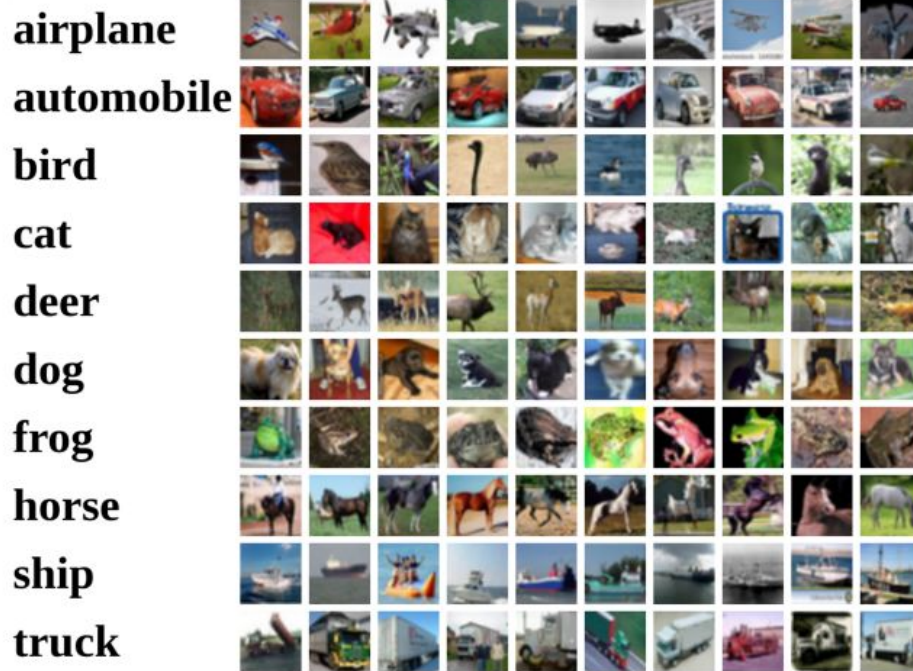 airplane
automobile
bird
cat
deer
dog
frog
horse
ship
truck